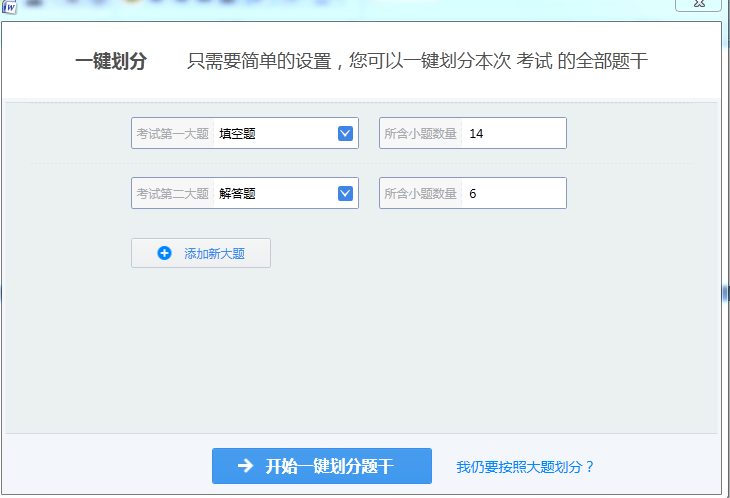 一键划分 只需要简单的设置，您可以一键划分本次 考试 的全部题干
考试第一大题 填空题 所含小题数量 14
考试第二大题 解答题 所含小题数量 6
添加新大题
开始一键划分题干 我仍要按照大题划分？